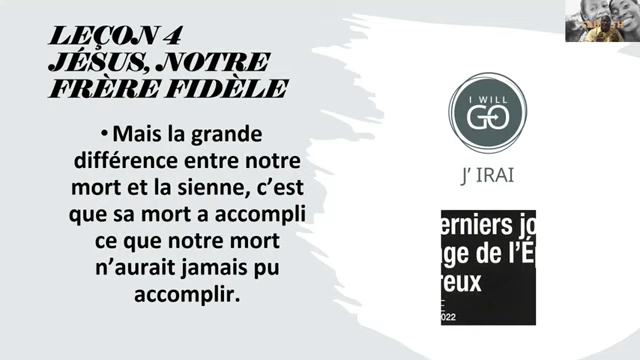 LEÇON 4
JÉSUS, NOTRE
FRÈRE FIDÈLE
• Mais la grande
différence entre notre
mort et la sienne, c’est
que sa mort a accompli
ce que notre mort
n’aurait jamais pu
accomplir.
I WILL
GO
J’ IRAI
erniers jo
ge de l’É
reux
022